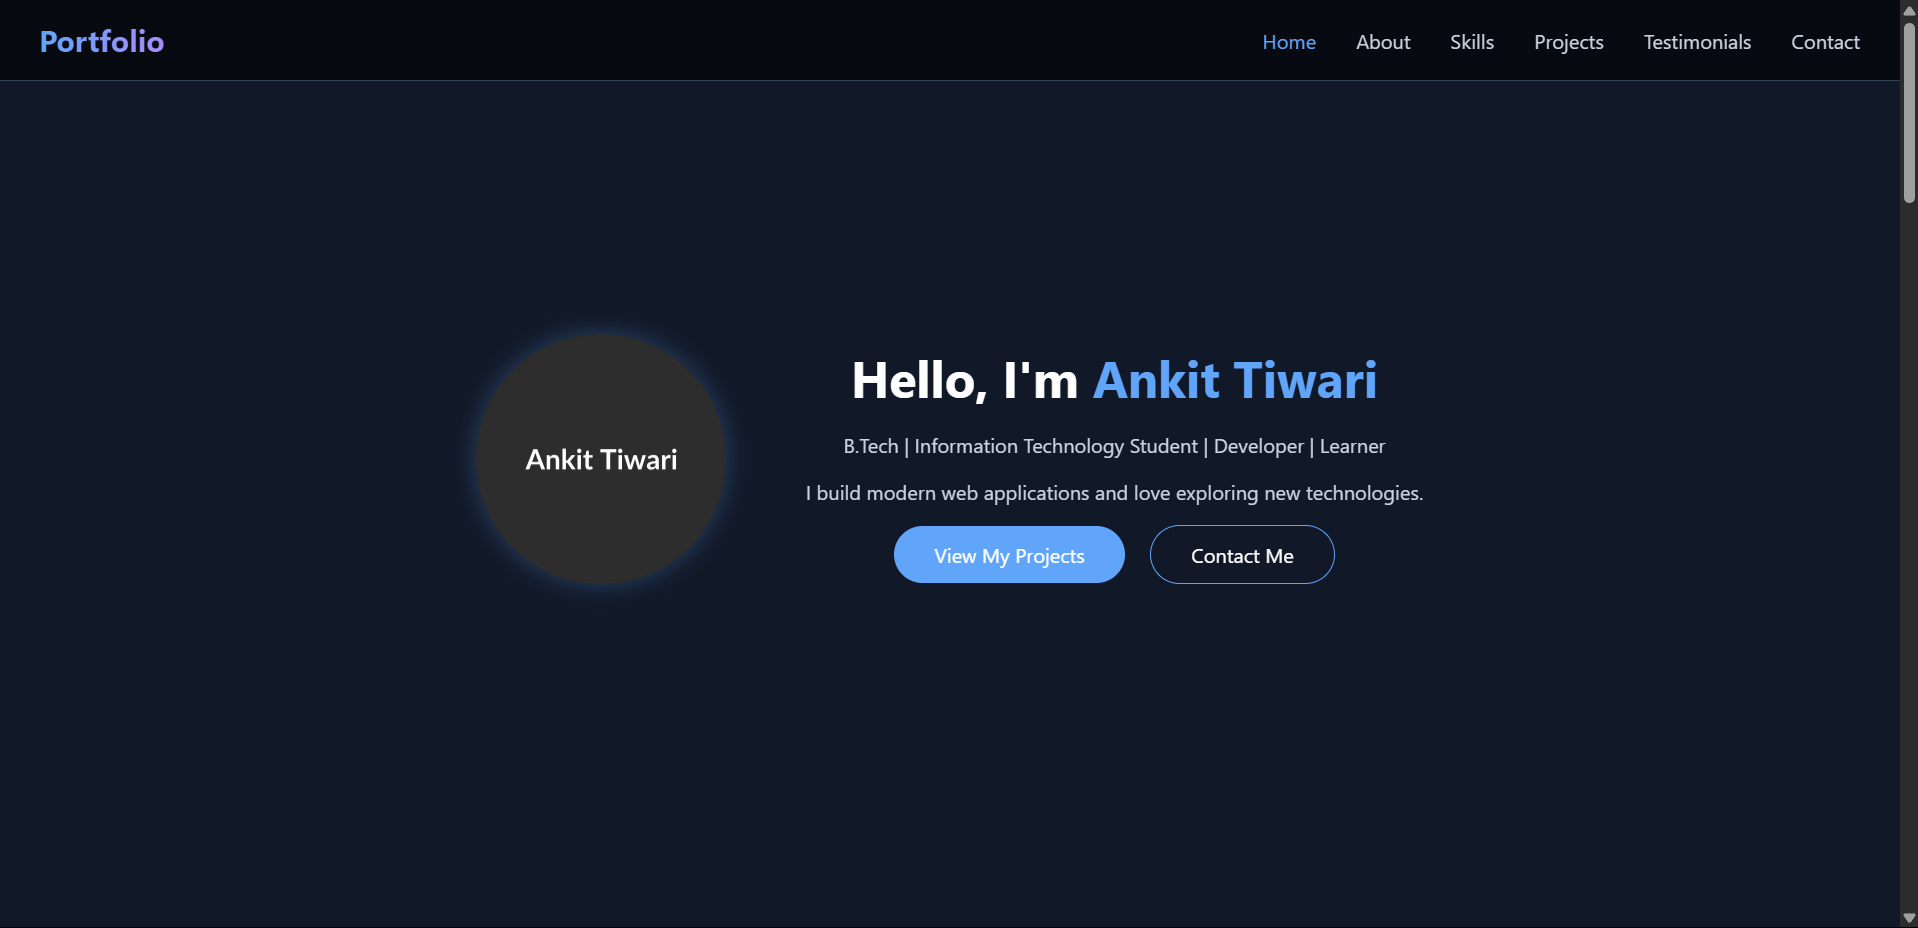 Portfolio
Home About Skills Projects Testimonials Contact
Ankit Tiwari
Hello, I'm Ankit Tiwari
B.Tech | Information Technology Student | Developer | Learner
I build modern web applications and love exploring new technologies.
View My Projects
Contact Me